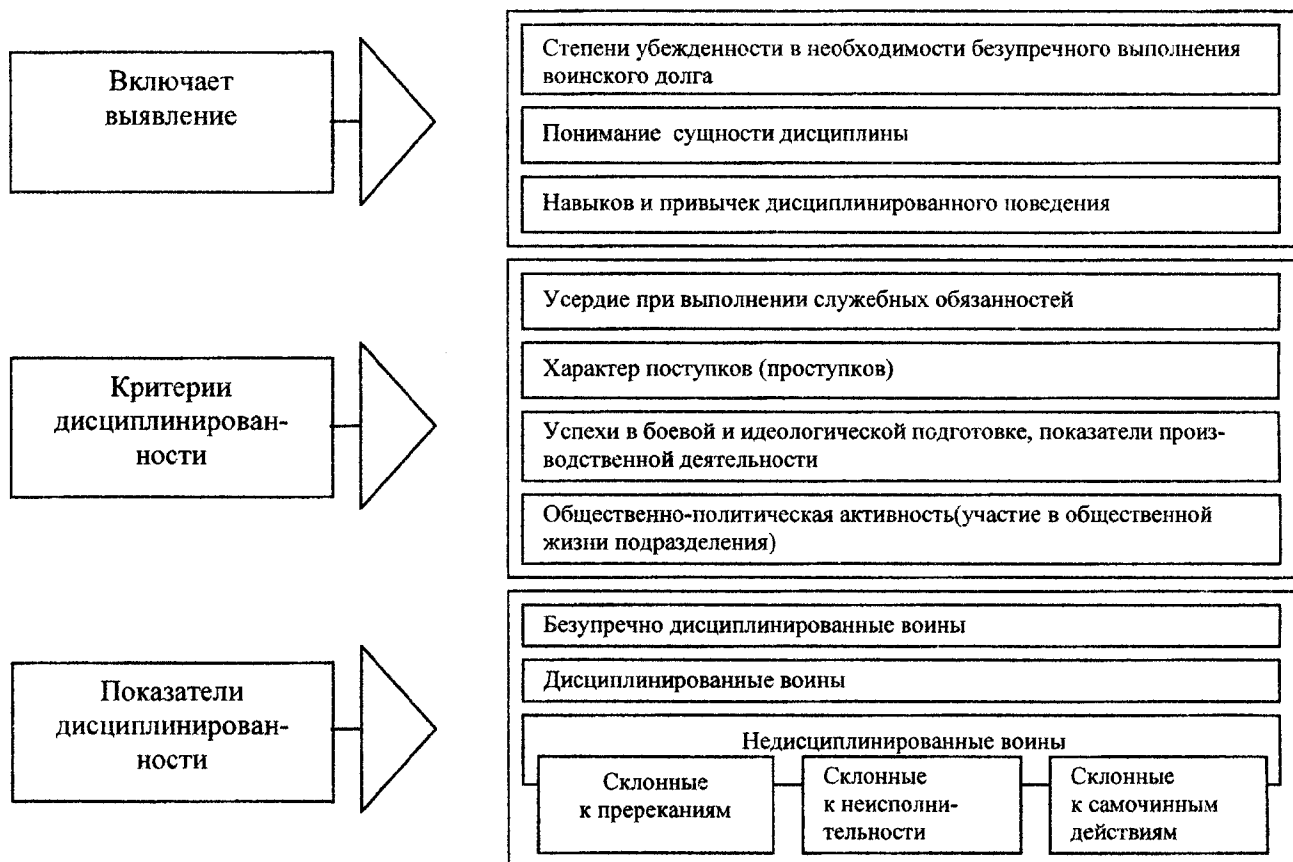 Включает
выявление
Степени убежденности в необходимости безупречного выполнения
воинского долга
Понимание сущности дисциплины
Навыков и привычек дисциплинированного поведения
Критерии
дисциплинирован-
ности
Усердие при выполнении служебных обязанностей
Характер поступков (проступков)
Успехи в боевой и идеологической подготовке, показатели произ-
водственной деятельности
Общественно-политическая активность(участие в общественной
жизни подразделения)
Показатели
дисциплинирован-
ности
Безупречно дисциплинированные воины
Дисциплинированные воины
Недисциплинированные воины
Склонные
к пререканиям
Склонные
к неисполни-
тельности
Склонные
к самочинным
действиям